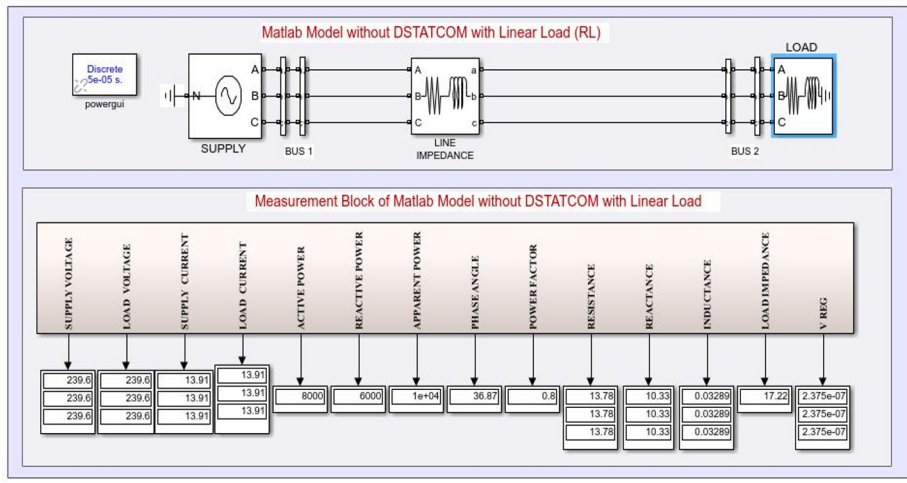 Matlab Model without DSTATCOM with Linear Load (RL)
Discrete
5e-05 s.
powergui
N
A
B
C
SUPPLY
BUS 1
A
B
C
a
b
c
LINE
IMPEDANCE
BUS 2
LOAD
A
B
C
Measurement Block of Matlab Model without DSTATCOM with Linear Load
SUPPLY VOLTAGE
LOAD VOLTAGE
SUPPLY CURRENT
LOAD CURRENT
ACTIVE POWER
REACTIVE POWER
APPARENT POWER
PHASE ANGLE
POWER FACTOR
RESISTANCE
REACTANCE
INDUCTANCE
LOAD IMPEDANCE
V REG
239.6
239.6
239.6
239.6
239.6
239.6
13.91
13.91
13.91
13.91
13.91
13.91
8000
6000
1e+04
36.87
0.8
13.78
13.78
13.78
10.33
10.33
10.33
0.03289
0.03289
0.03289
17.22
2.375e-07
2.375e-07
2.375e-07